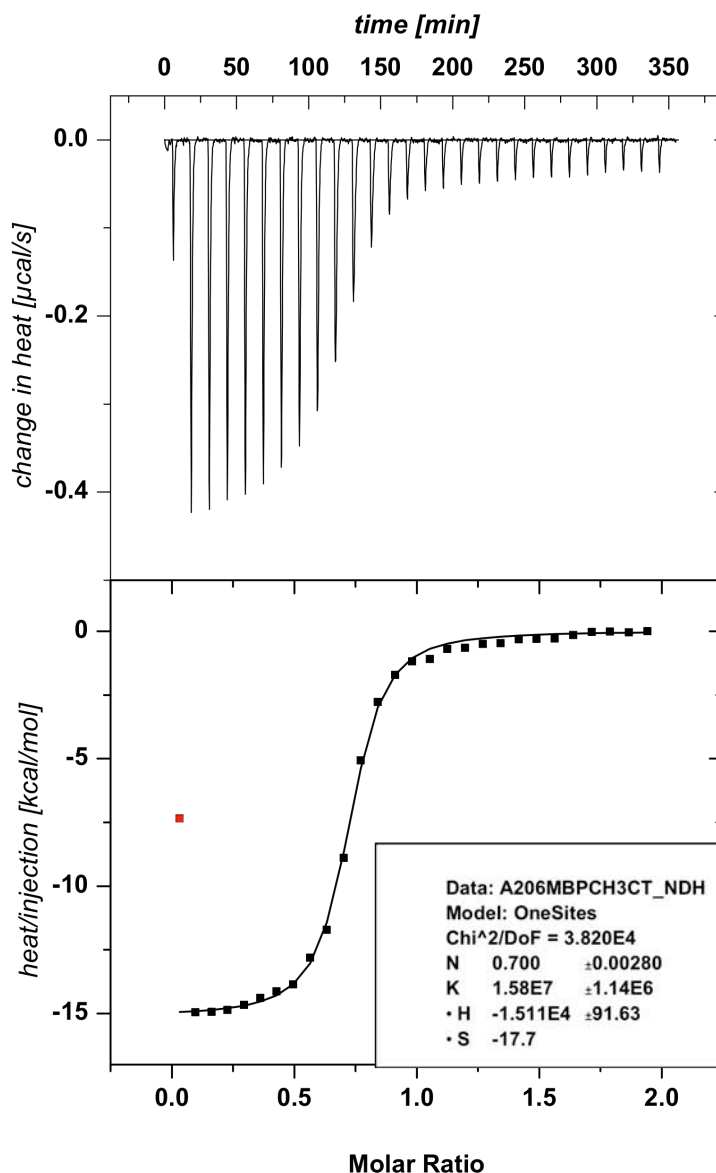 time [min]
0 50 100 150 200 250 300 350
0.0
-0.2
-0.4
change in heat [µcal/s]
0
-5
-10
-15
heat/injection [kcal/mol]
Data: A206MBPCH3CT_NDH
Model: OneSites
Chi^2/DoF = 3.820E4
N 0.700 ±0.00280
K 1.58E7 ±1.14E6
• H -1.511E4 ±91.63
• S -17.7
0.0 0.5 1.0 1.5 2.0
Molar Ratio